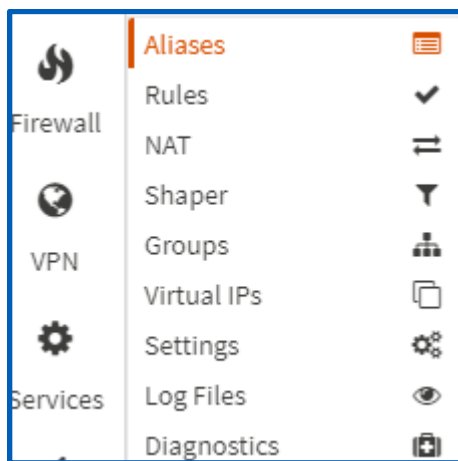 Firewall
VPN
Services
Aliases
Rules
NAT
Shaper
Groups
Virtual IPs
Settings
Log Files
Diagnostics